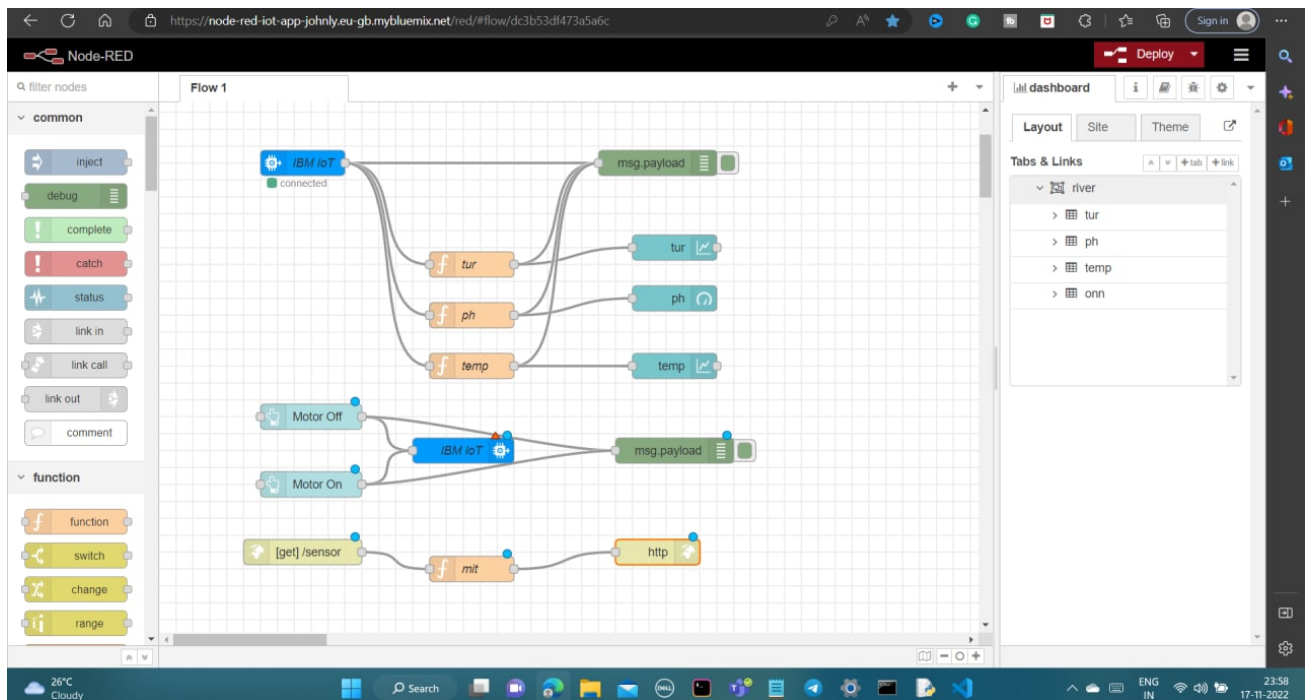 https://node-red-iot-app-johnly.eu-gb.mybluemix.net/red/#flow/dc3b53df473a5a6c
Sign in
Node-RED
Deploy
filter nodes
Flow 1
dashboard
common
Layout Site Theme
inject
IBM IoT
msg.payload
Tabs & Links
tab link
connected
river
debug
tur
complete
tur
tur
ph
catch
temp
status
ph
ph
onn
link in
link call
temp
temp
link out
Motor Off
comment
IBM IoT
msg.payload
function
Motor On
function
[get] /sensor
http
switch
mit
change
range
26°C
Cloudy
Search
DELL
ENG
IN
23:58
17-11-2022